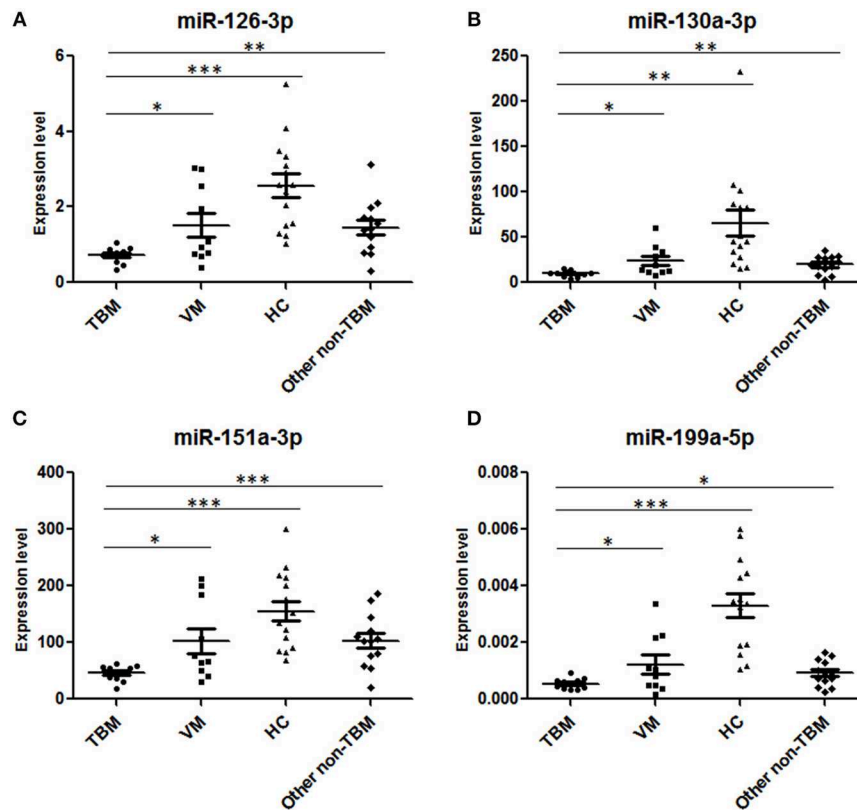 A
miR-126-3p
Expression level
6
4
2
0
**
***
*
TBM
VM
HC
Other non-TBM
B
miR-130a-3p
Expression level
250
200
150
100
50
0
**
**
*
TBM
VM
HC
Other non-TBM
C
miR-151a-3p
Expression level
400
300
200
100
0
***
***
*
TBM
VM
HC
Other non-TBM
D
miR-199a-5p
Expression level
0.008
0.006
0.004
0.002
0.000
*
***
*
TBM
VM
HC
Other non-TBM